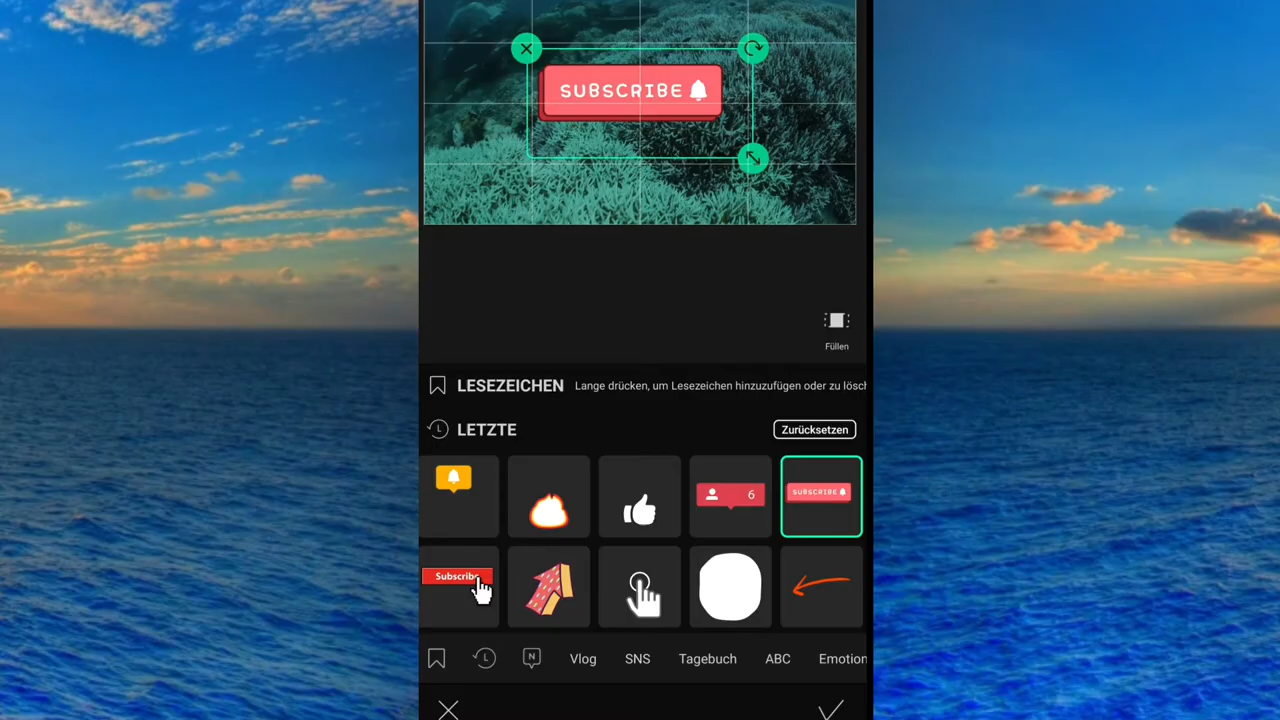 SUBSCRIBE
Füllen
LESEZEICHEN Lange drücken, um Lesezeichen hinzuzufügen oder zu lösch
LETZTE Zurücksetzen
6 SUBSCRIBE
Subscribe
N Vlog SNS Tagebuch ABC Emotion